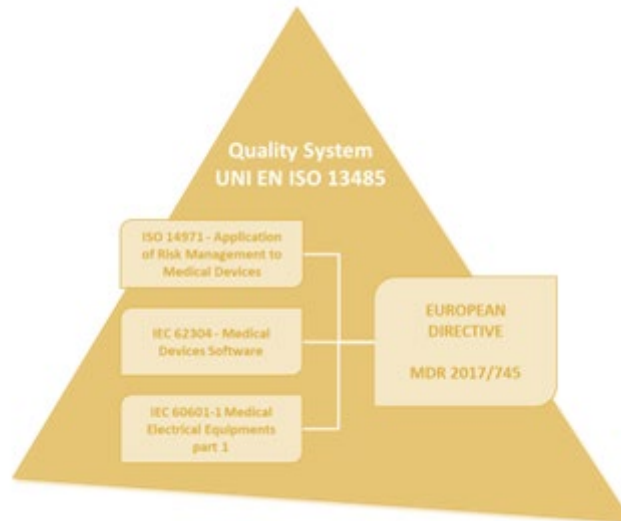 Quality System
UNI EN ISO 13485
ISO 14971 - Application
of Risk Management to
Medical Devices
IEC 62304 - Medical
Devices Software
IEC 60601-1 Medical
Electrical Equipments
part 1
EUROPEAN
DIRECTIVE
MDR 2017/745